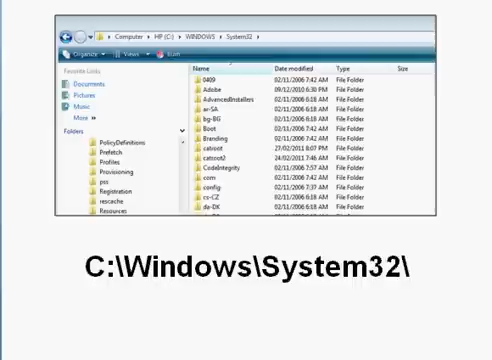 Computer ▸ HP (C:) ▸ WINDOWS ▸ System32 ▸
Organize Views Burn
Favorite Links
Documents
Pictures
Music
More »
Folders
PolicyDefinitions
Prefetch
Profiles
Provisioning
pss
Registration
rescache
Resources
Name Date modified Type Size
0409 02/11/2006 7:42 AM File Folder
Adobe 09/12/2010 6:30 PM File Folder
AdvancedInstallers 02/11/2006 6:18 AM File Folder
ar-SA 02/11/2006 6:18 AM File Folder
bg-BG 02/11/2006 6:18 AM File Folder
Boot 02/11/2006 7:42 AM File Folder
Branding 02/11/2006 7:42 AM File Folder
catroot 27/02/2011 8:07 PM File Folder
catroot2 24/02/2011 7:46 AM File Folder
CodeIntegrity 02/11/2006 7:57 AM File Folder
com 02/11/2006 7:42 AM File Folder
config 02/11/2006 7:37 AM File Folder
cs-CZ 02/11/2006 6:18 AM File Folder
da-DK 02/11/2006 6:18 AM File Folder
C:\Windows\System32\